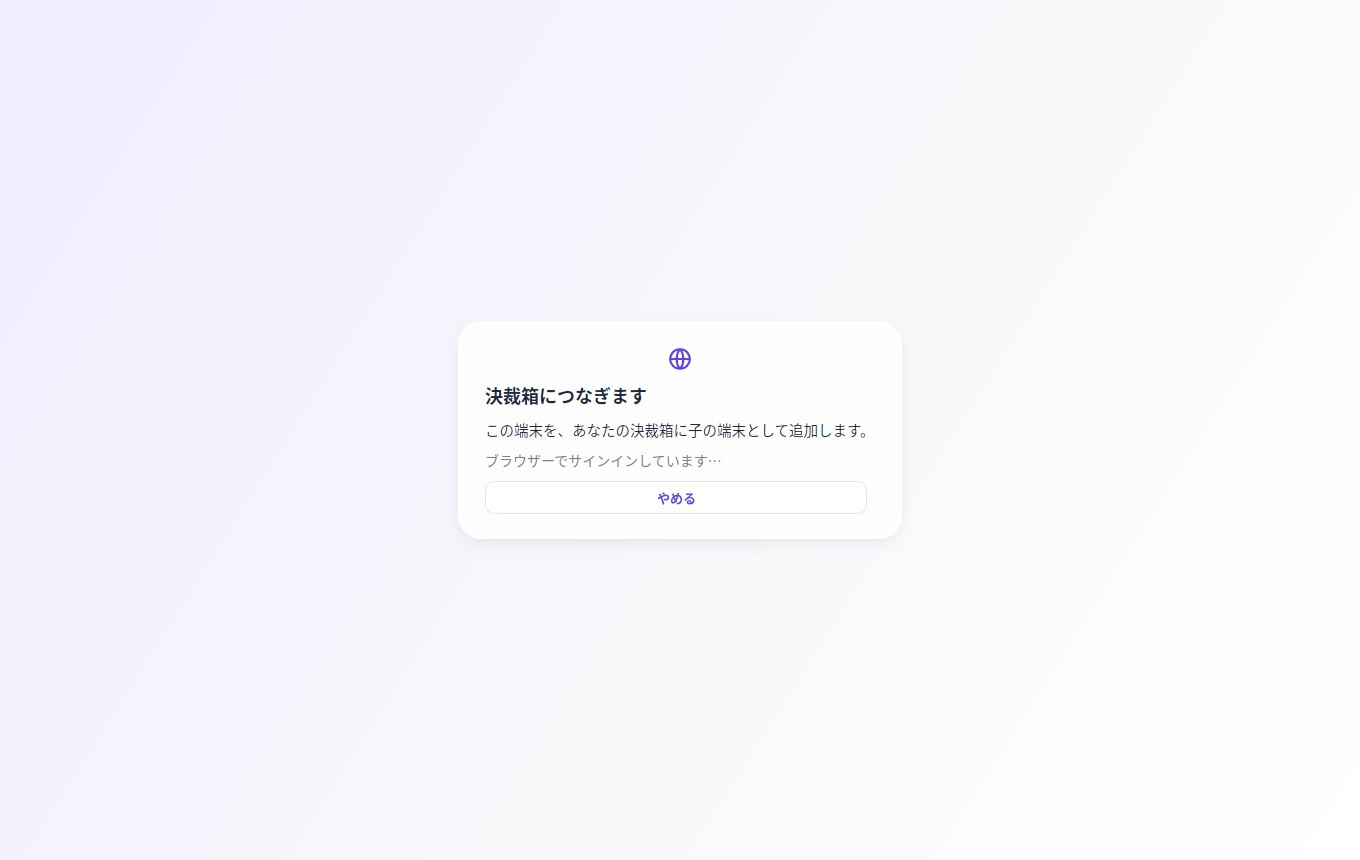 決裁箱につなぎます
この端末を、あなたの決裁箱に子の端末として追加します。
ブラウザーでサインインしています…
やめる